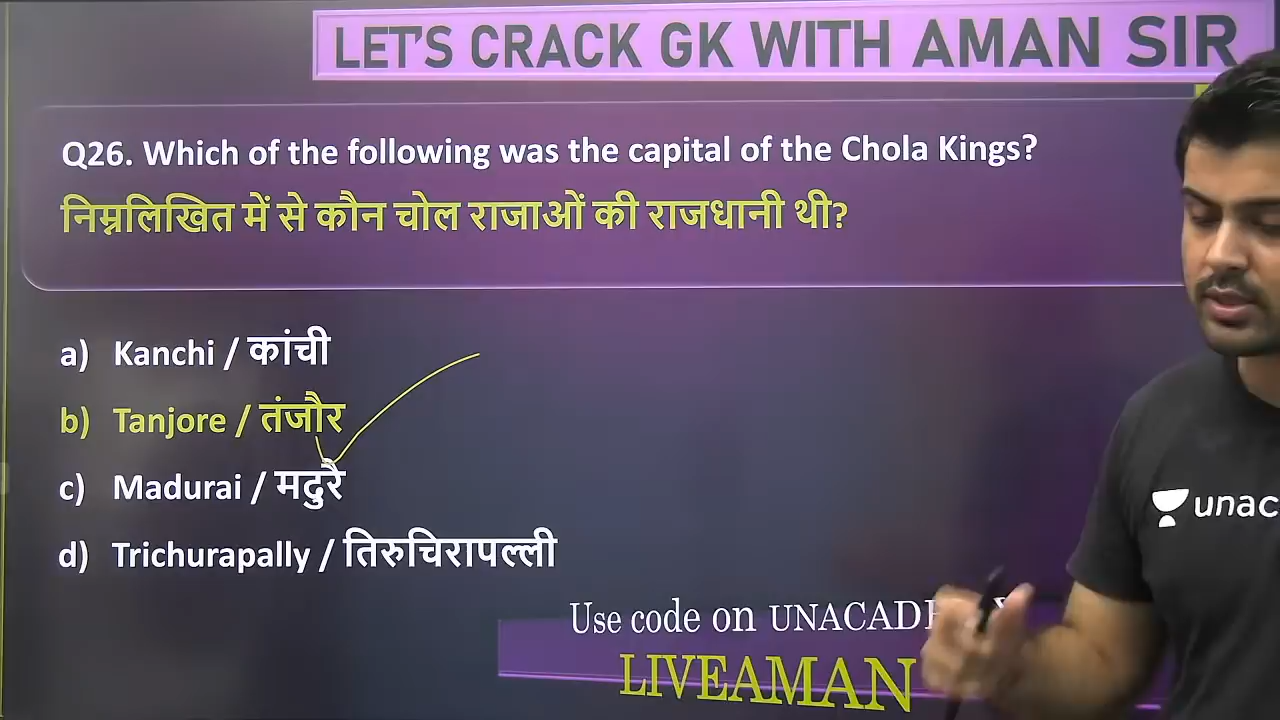 LET'S CRACK GK WITH AMAN SIR
Q26. Which of the following was the capital of the Chola Kings?
निम्नलिखित में से कौन चोल राजाओं की राजधानी थी?
a) Kanchi / कांची
b) Tanjore / तंजौर
c) Madurai / मदुरै
d) Trichurapally / तिरुचिरापल्ली
unac
Use code on
LIVEAMAN